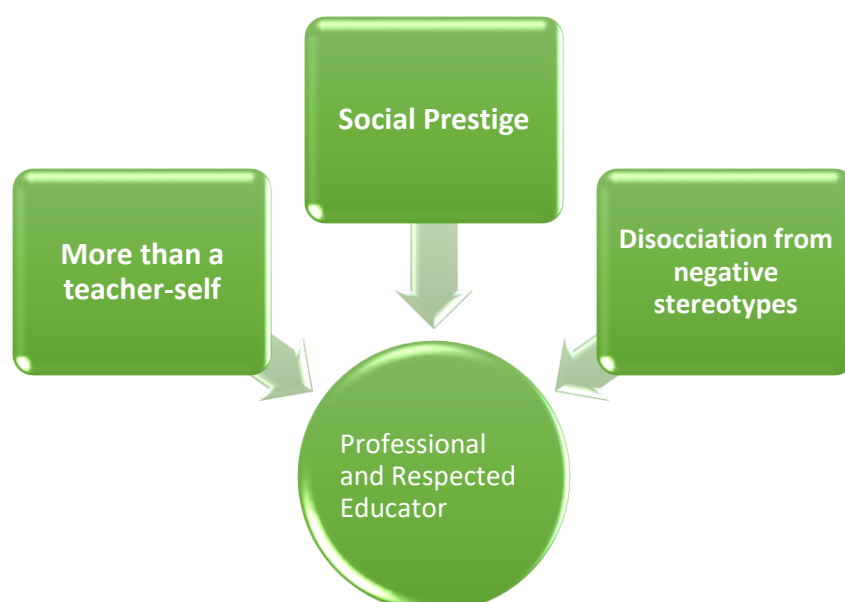 Social Prestige
More than a
teacher-self
Disocciation from
negative
stereotypes
Professional
and Respected
Educator